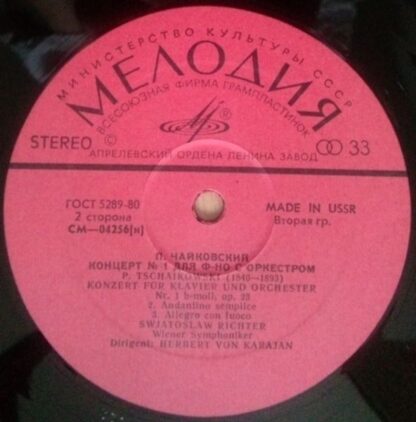 МИНИСТЕРСТВО КУЛЬТУРЫ СССР
МЕЛОДИЯ
ВСЕСОЮЗНАЯ ФИРМА ГРАМПЛАСТИНОК
®
STEREO ©
33
АПРЕЛЕВСКИЙ ОРДЕНА ЛЕНИНА ЗАВОД
ГОСТ 5289-80
MADE IN USSR
2 сторона
Вторая гр.
СМ—04256[н]
П. ЧАЙКОВСКИЙ
КОНЦЕРТ № 1 ДЛЯ Ф-НО С ОРКЕСТРОМ
P. TSCHAIKOWSKI (1840—1893)
KONZERT FÜR KLAVIER UND ORCHESTER
Nr. 1 b-moll, op. 23
2. Andantino semplice
3. Allegro con fuoco
SWJATOSLAW RICHTER
Wiener Symphoniker
Dirigent: HERBERT VON KARAJAN